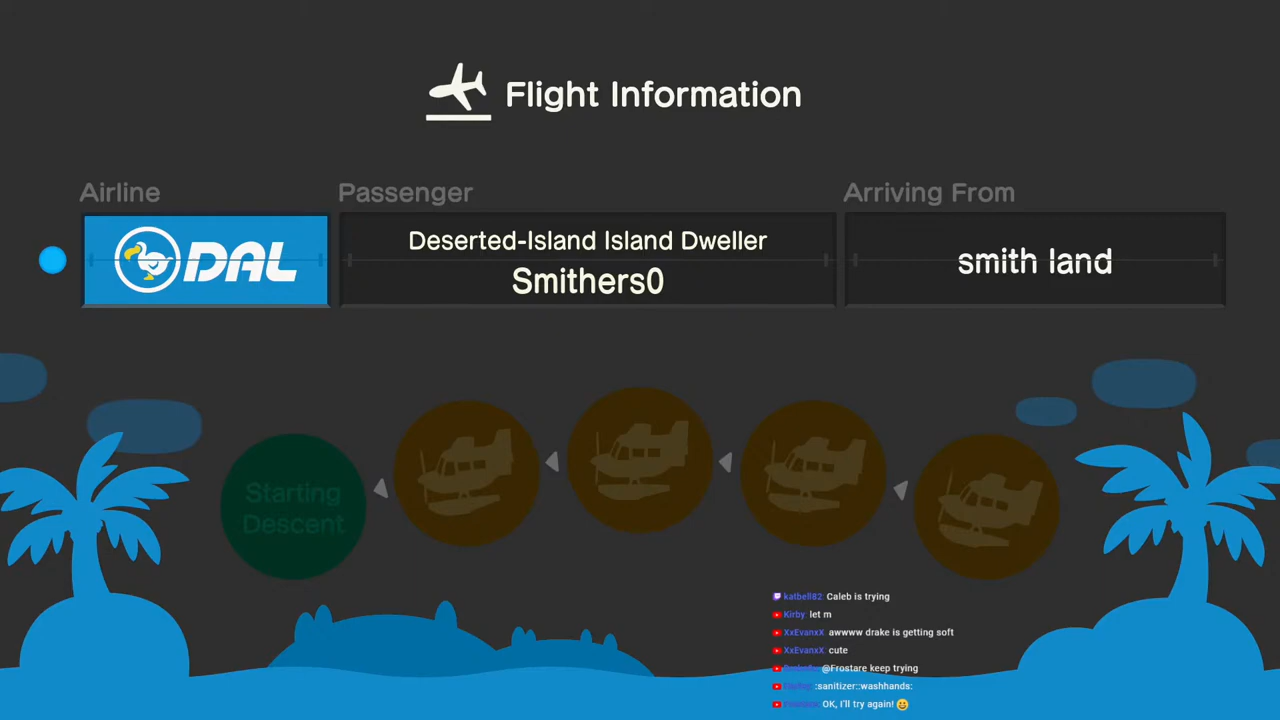 Flight Information
Airline
Passenger
Arriving From
DAL
Deserted-Island Island Dweller
Smithers0
smith land
Starting
Descent
katbell82: Caleb is trying
Kirby: let m
XxEvanxX awwww drake is getting soft
XxEvanxX cute
@Frostare keep trying
:sanitizer::washhands:
OK, I'll try again! 😀